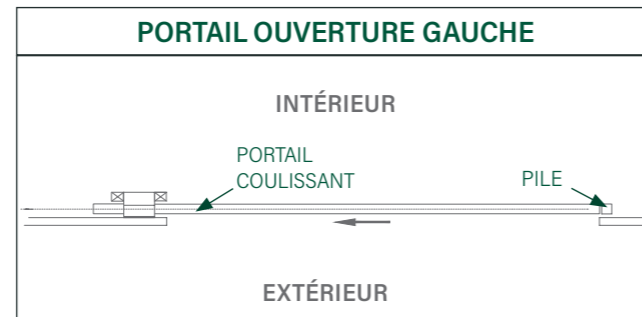 PORTAIL OUVERTURE GAUCHE
INTÉRIEUR
PORTAIL
COULISSANT
PILE
EXTÉRIEUR